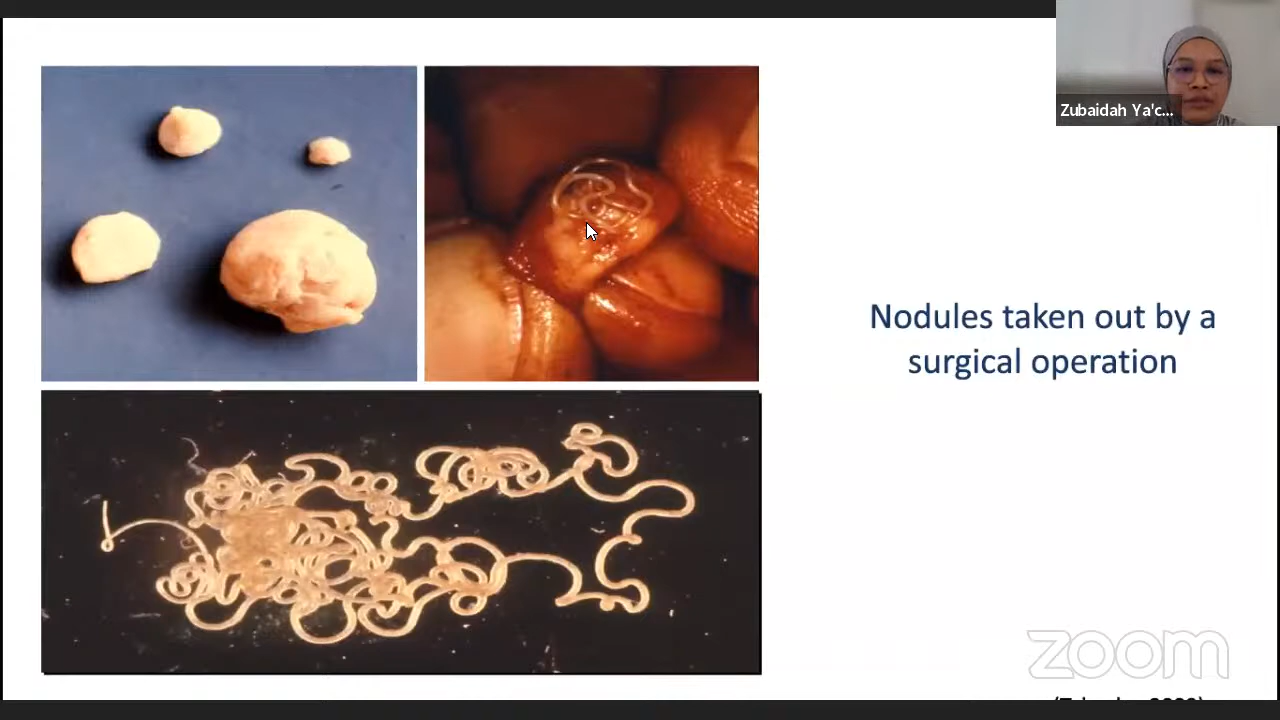 Zubaidah Ya'c...
Nodules taken out by a
surgical operation
zoom